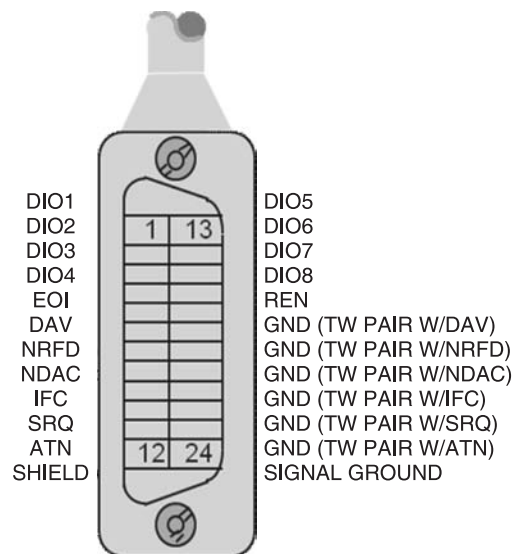 DIO1 DIO5
DIO2 1 13 DIO6
DIO3 DIO7
DIO4 DIO8
EOI REN
DAV GND (TW PAIR W/DAV)
NRFD GND (TW PAIR W/NRFD)
NDAC GND (TW PAIR W/NDAC)
IFC GND (TW PAIR W/IFC)
SRQ GND (TW PAIR W/SRQ)
ATN 12 24 GND (TW PAIR W/ATN)
SHIELD SIGNAL GROUND